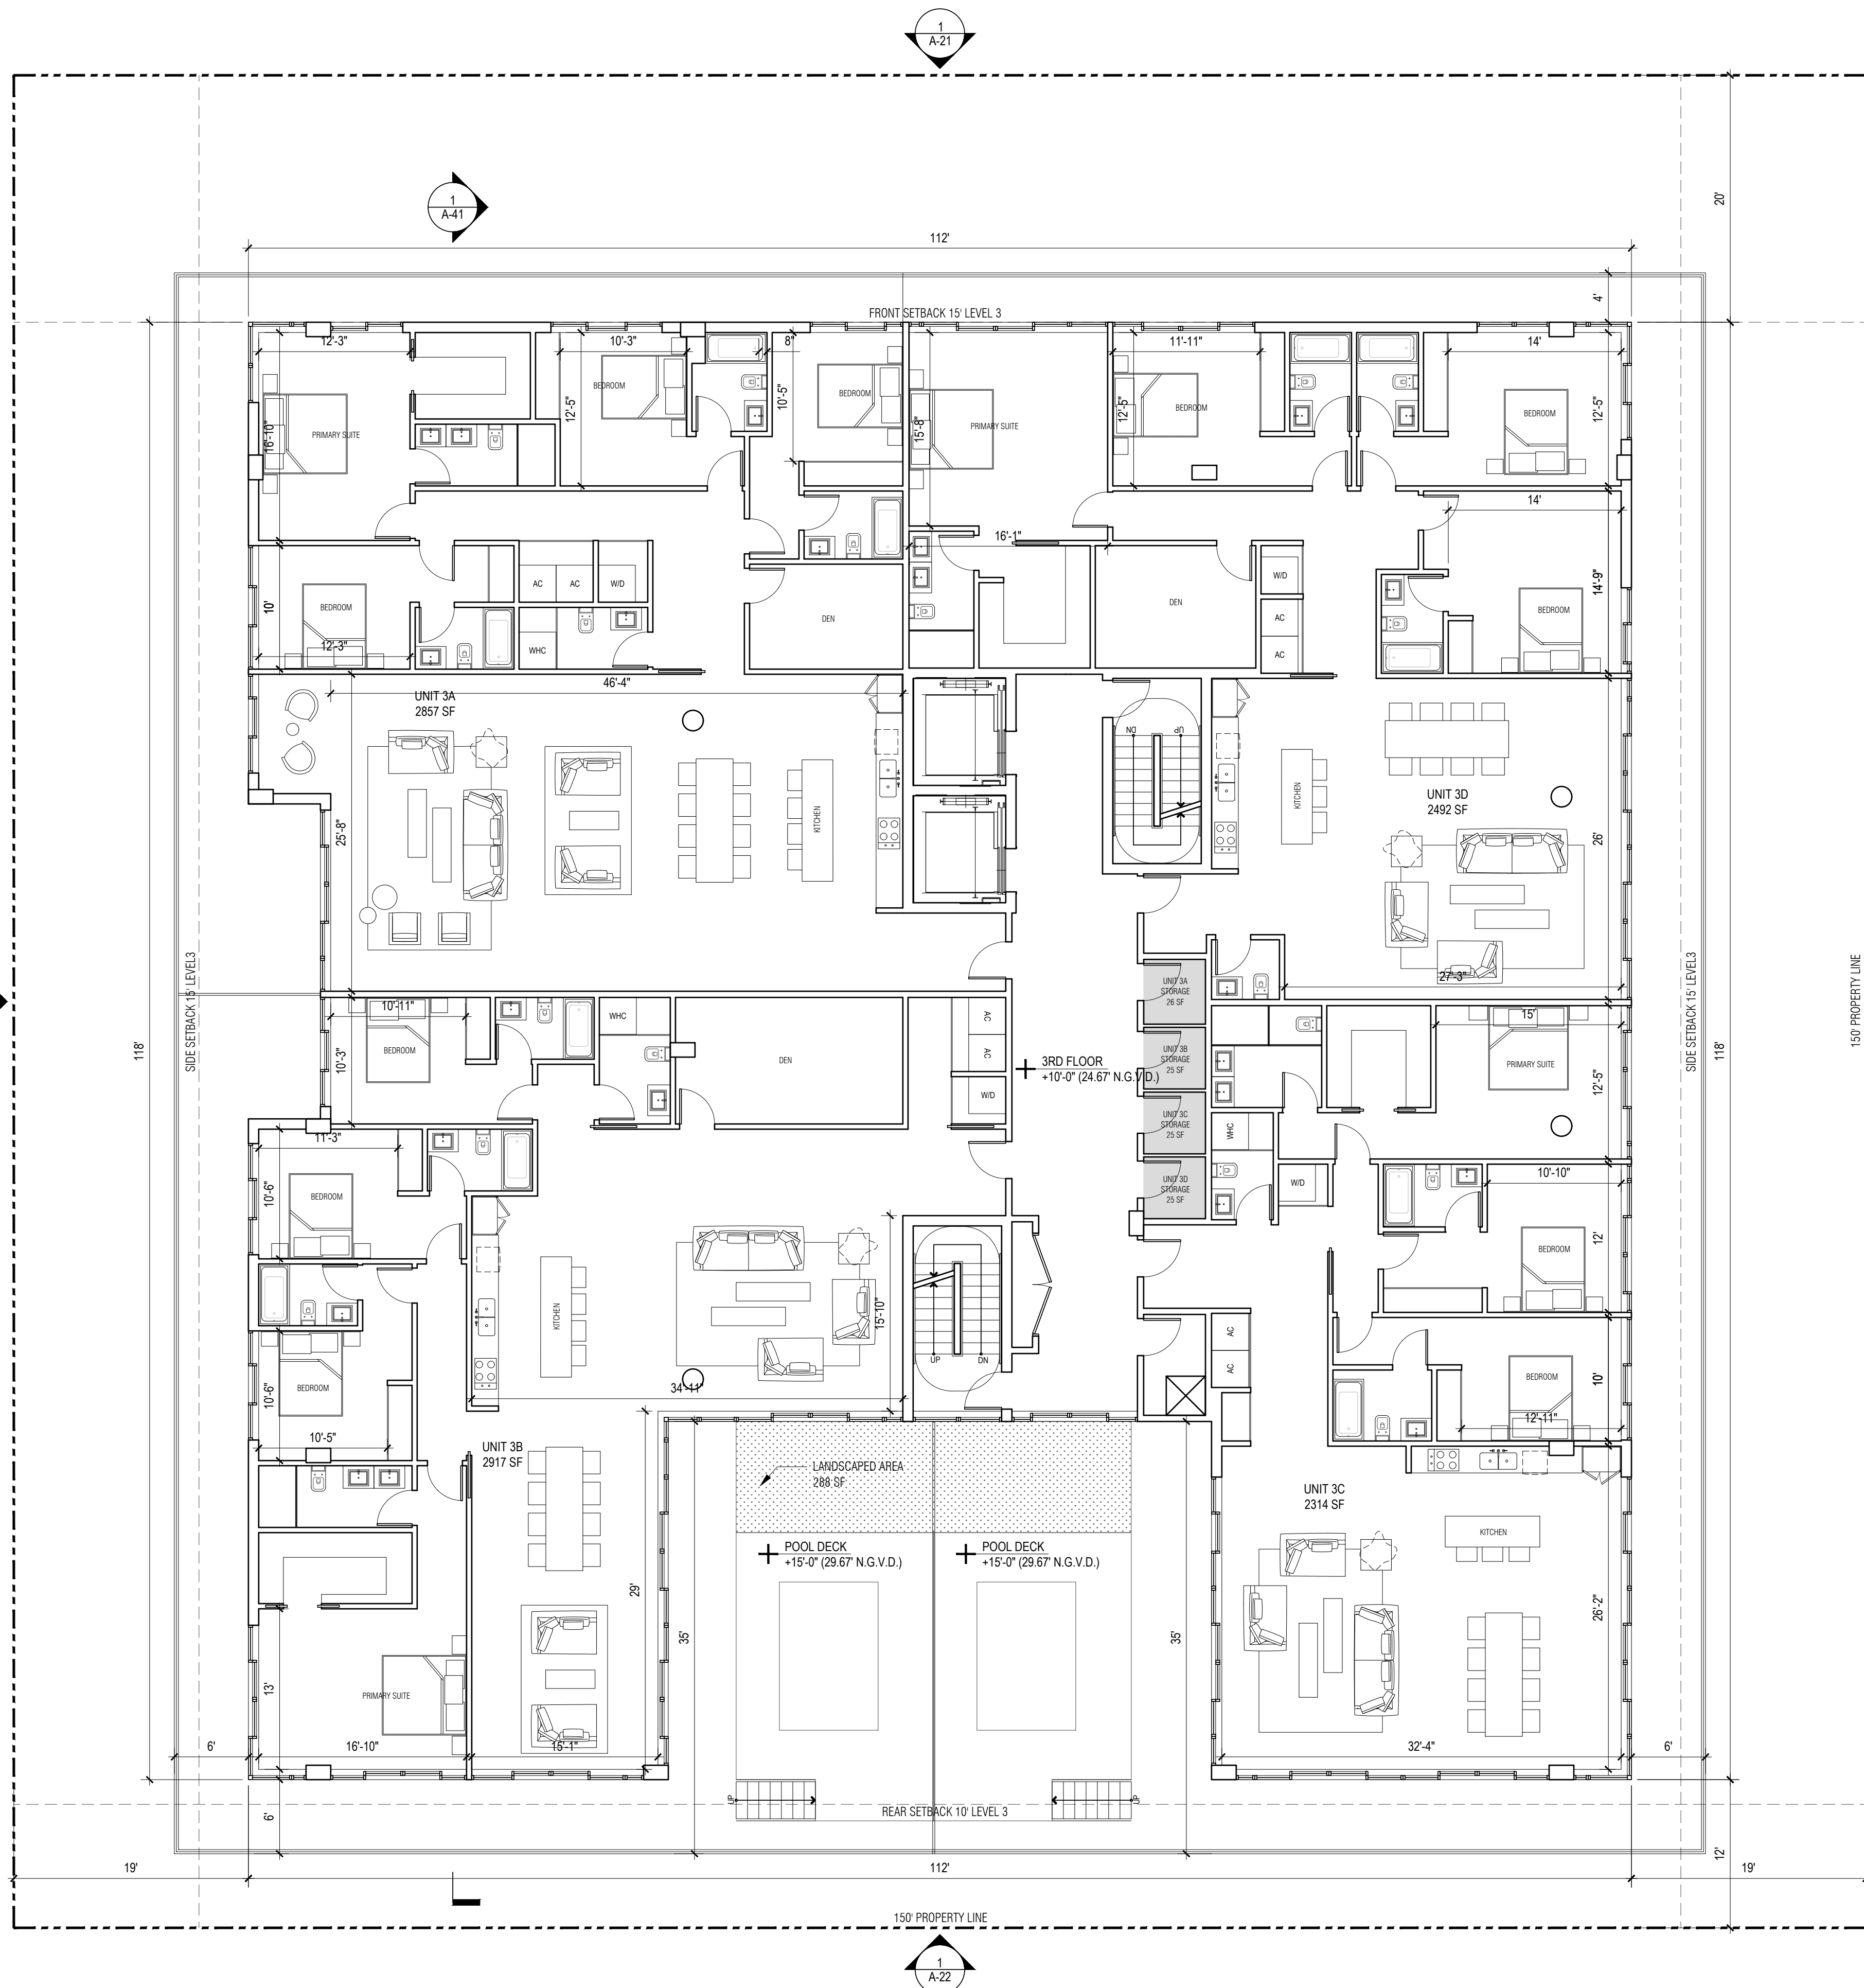 1
A-21
20'
1
A-41
112'
4'
FRONT SETBACK 15' LEVEL 3
12'-3"
10'-3"
8"
11'-11"
14'
16'-10"
PRIMARY SUITE
12'-5"
BEDROOM
10'-5"
BEDROOM
15'-8"
PRIMARY SUITE
12'-5"
BEDROOM
BEDROOM
12'-5"
14'
16'-1"
10'
BEDROOM
12'-3"
AC
AC
W/D
WHC
DEN
DEN
W/D
AC
AC
BEDROOM
14'-9"
46'-4"
UNIT 3A
2857 SF
25'-8"
KITCHEN
DN
UP
KITCHEN
UNIT 3D
2492 SF
26'
27'-3"
SIDE SETBACK 15' LEVEL3
118'
SIDE SETBACK 15' LEVEL3
118'
150' PROPERTY LINE
UNIT 3A
STORAGE
26 SF
UNIT 3B
STORAGE
25 SF
UNIT 3C
STORAGE
25 SF
UNIT 3D
STORAGE
25 SF
10'-11"
10'-3"
BEDROOM
WHC
DEN
AC
AC
W/D
3RD FLOOR
+10'-0" (24.67' N.G.V.D.)
15'
PRIMARY SUITE
12'-5"
WHC
W/D
11'-3"
10'-6"
BEDROOM
10'-10"
BEDROOM
12'
KITCHEN
15'-10"
UP
DN
34'-11"
AC
AC
BEDROOM
10'
12'-11"
10'-6"
BEDROOM
10'-5"
UNIT 3B
2917 SF
LANDSCAPED AREA
288 SF
POOL DECK
+15'-0" (29.67' N.G.V.D.)
POOL DECK
+15'-0" (29.67' N.G.V.D.)
UNIT 3C
2314 SF
KITCHEN
29'
35'
35'
26'-2"
13'
PRIMARY SUITE
6'
16'-10"
15'-1"
32'-4"
6'
UP
UP
6'
REAR SETBACK 10' LEVEL 3
12'
19'
112'
19'
150' PROPERTY LINE
1
A-22